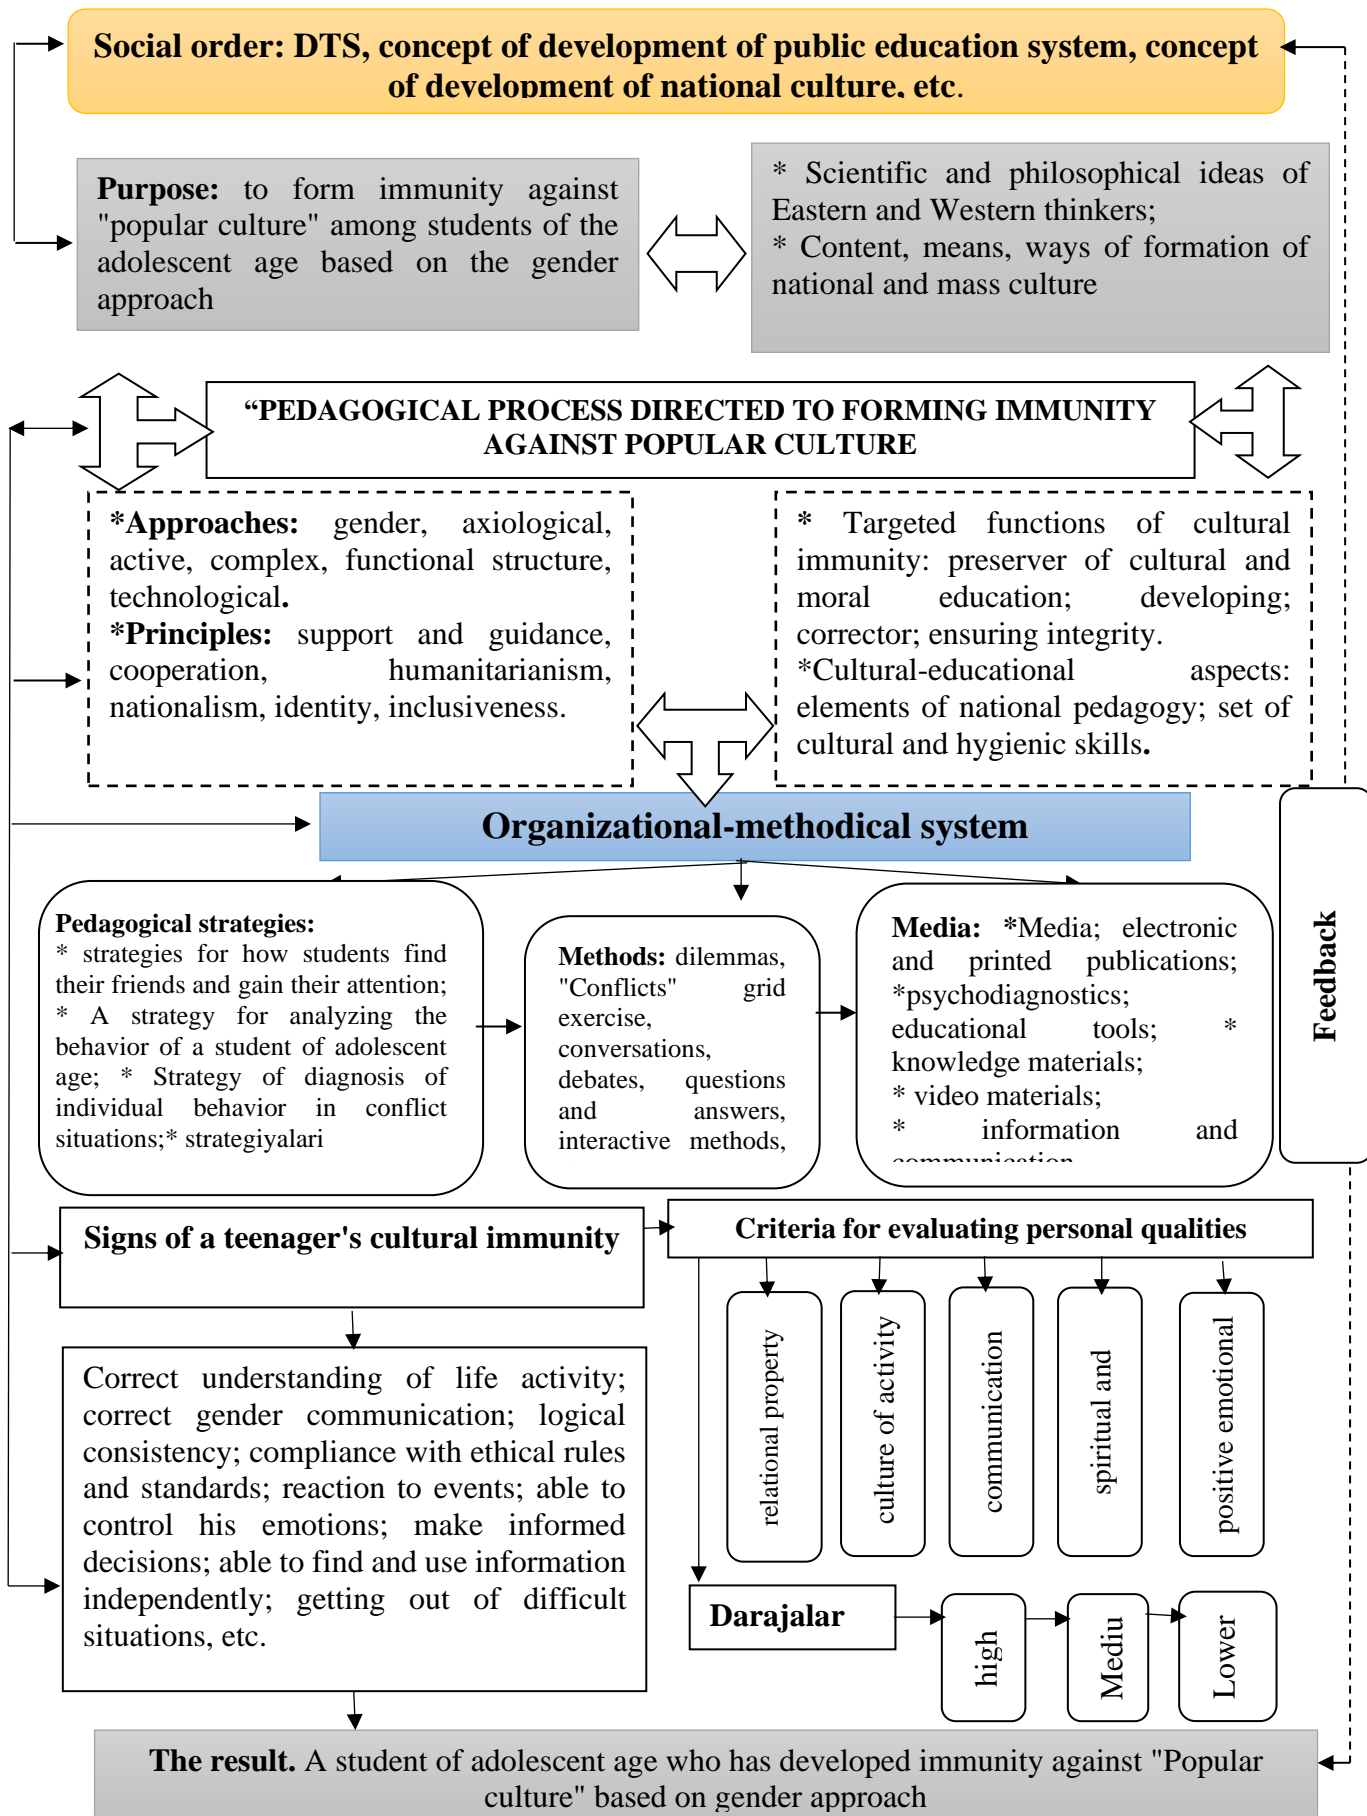 Social order: DTS, concept of development of public education system, concept
of development of national culture, etc.
Purpose: to form immunity against
"popular culture" among students of the
adolescent age based on the gender
approach
* Scientific and philosophical ideas of
Eastern and Western thinkers;
* Content, means, ways of formation of
national and mass culture
“PEDAGOGICAL PROCESS DIRECTED TO FORMING IMMUNITY
AGAINST POPULAR CULTURE
*Approaches: gender, axiological,
active, complex, functional structure,
technological.
*Principles: support and guidance,
cooperation, humanitarianism,
nationalism, identity, inclusiveness.
* Targeted functions of cultural
immunity: preserver of cultural and
moral education; developing;
corrector; ensuring integrity.
*Cultural-educational aspects:
elements of national pedagogy; set of
cultural and hygienic skills.
Organizational-methodical system
Pedagogical strategies:
* strategies for how students find
their friends and gain their attention;
* A strategy for analyzing the
behavior of a student of adolescent
age; * Strategy of diagnosis of
individual behavior in conflict
situations;* strategiyalari
Methods: dilemmas,
"Conflicts" grid
exercise,
conversations,
debates, questions
and answers,
interactive methods,
Media: *Media; electronic
and printed publications;
*psychodiagnostics;
educational tools; *
knowledge materials;
* video materials;
* information and
communication
Feedback
Signs of a teenager's cultural immunity
Criteria for evaluating personal qualities
relational property
culture of activity
communication
spiritual and
positive emotional
Correct understanding of life activity;
correct gender communication; logical
consistency; compliance with ethical rules
and standards; reaction to events; able to
control his emotions; make informed
decisions; able to find and use information
independently; getting out of difficult
situations, etc.
Darajalar
high
Mediu
Lower
The result. A student of adolescent age who has developed immunity against "Popular
culture" based on gender approach